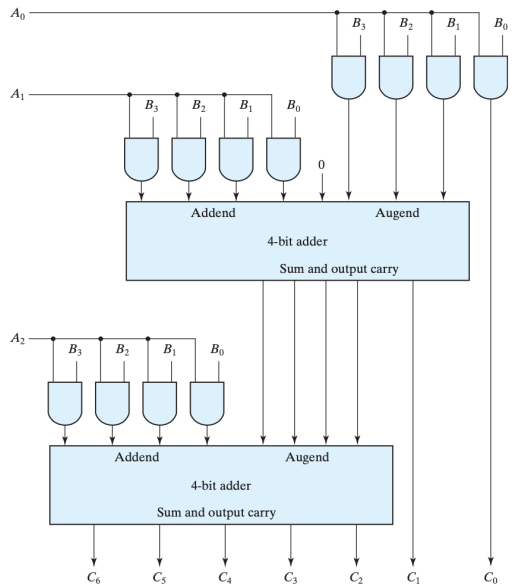 A₀
B₃ B₂ B₁ B₀
A₁
B₃ B₂ B₁ B₀
0
Addend Augend
4-bit adder
Sum and output carry
A₂
B₃ B₂ B₁ B₀
Addend Augend
4-bit adder
Sum and output carry
C₆ C₅ C₄ C₃ C₂ C₁ C₀